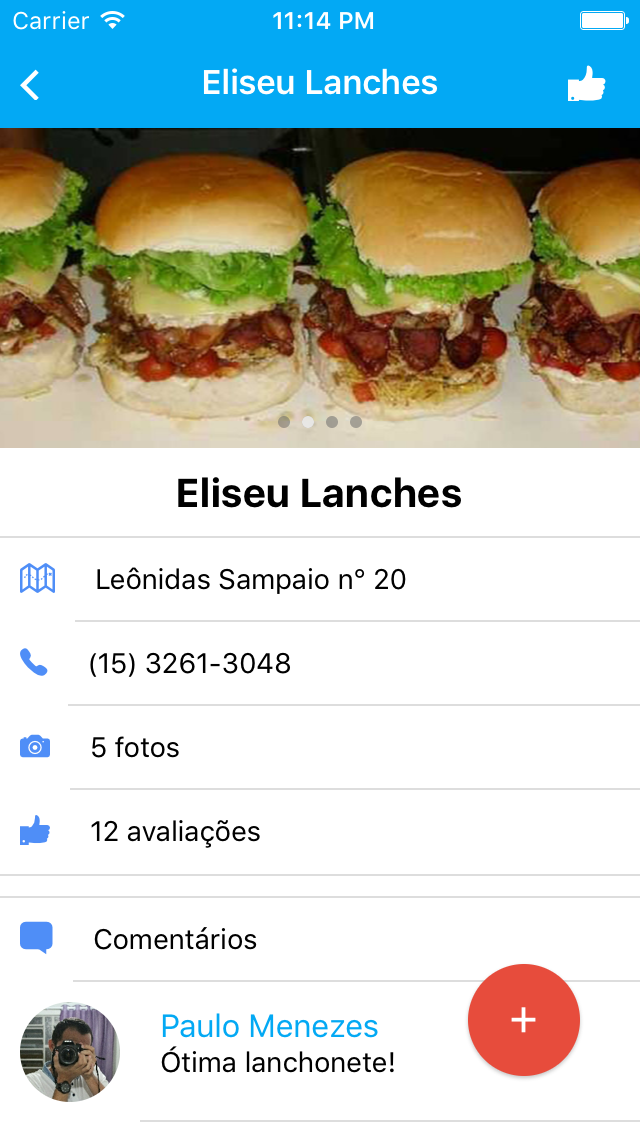 Carrier 11:14 PM
Eliseu Lanches
Eliseu Lanches
Leônidas Sampaio n° 20
(15) 3261-3048
5 fotos
12 avaliações
Comentários
Paulo Menezes
Ótima lanchonete!
+